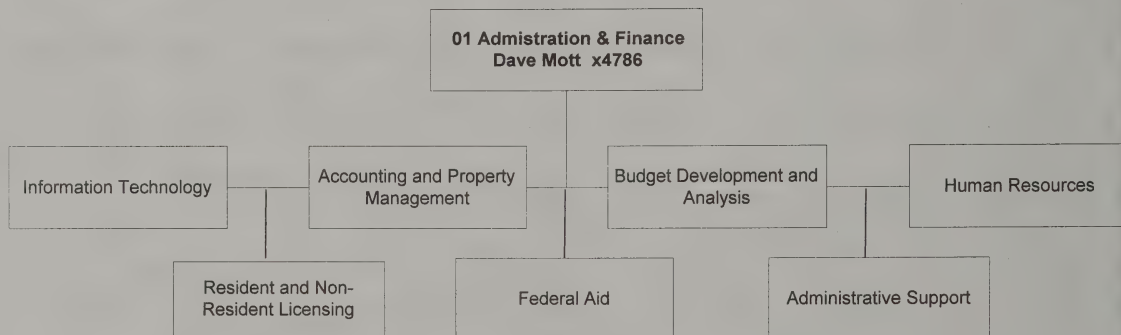 01 Admistration & Finance
Dave Mott x4786
Information Technology
Accounting and Property
Management
Budget Development and
Analysis
Human Resources
Resident and Non-
Resident Licensing
Federal Aid
Administrative Support